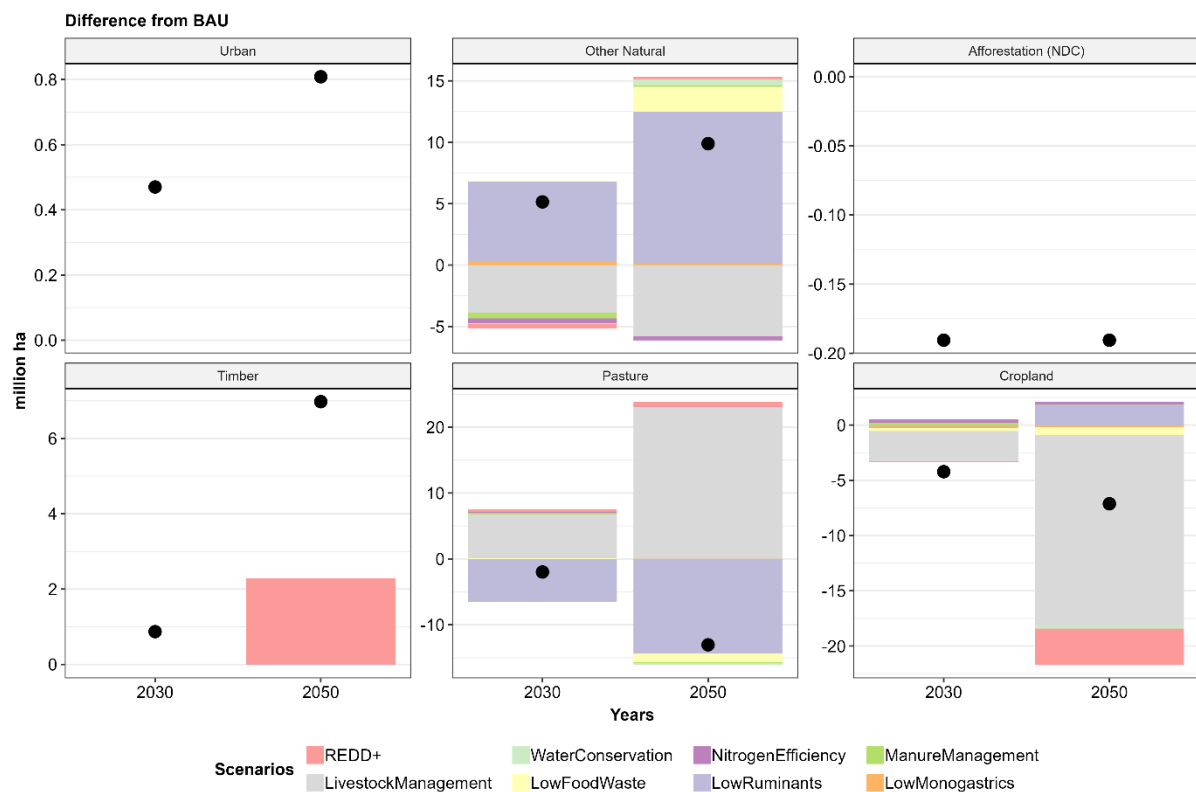 Difference from BAU
Urban
Other Natural
Afforestation (NDC)
0.8
0.6
0.4
0.2
0.0
15
10
5
0
-5
0.00
-0.05
-0.10
-0.15
-0.20
million ha
Timber
Pasture
Cropland
6
4
2
0
20
10
0
-10
0
-5
-10
-15
-20
2030 2050
2030 2050
2030 2050
Years
Scenarios
REDD+ WaterConservation NitrogenEfficiency ManureManagement
LivestockManagement LowFoodWaste LowRuminants LowMonogastrics